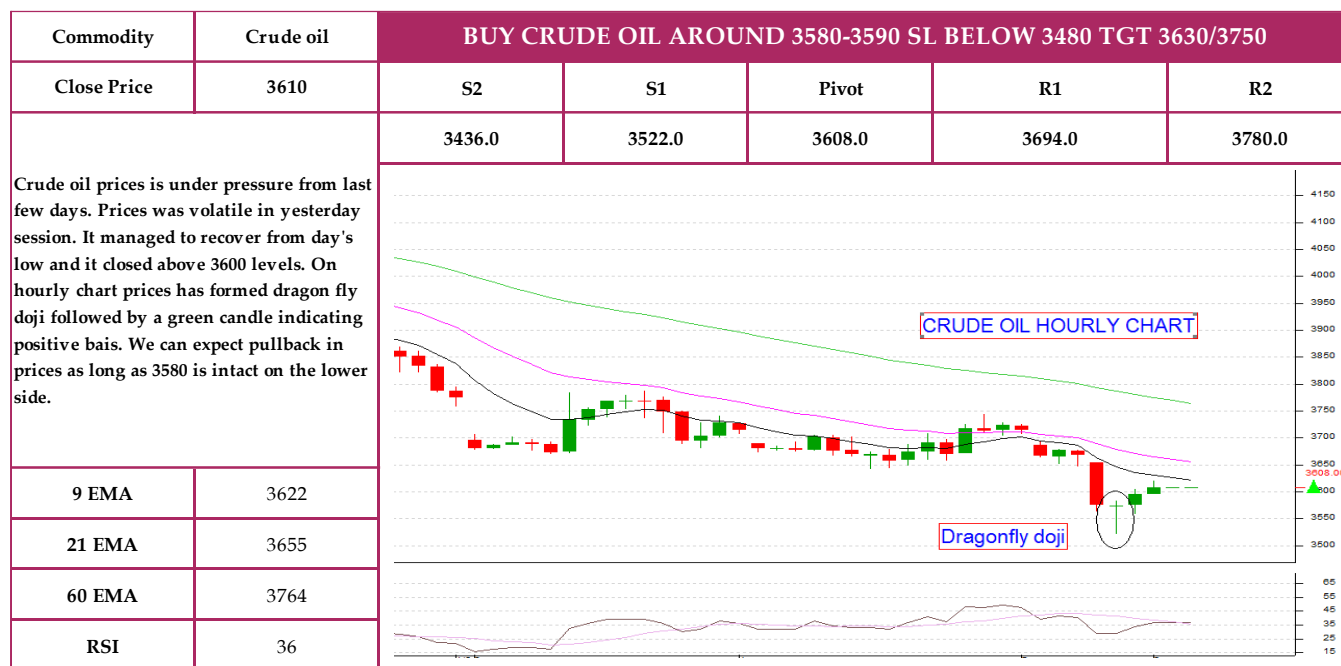 Commodity
Crude oil
BUY CRUDE OIL AROUND 3580-3590 SL BELOW 3480 TGT 3630/3750
Close Price
3610
S2
S1
Pivot
R1
R2
3436.0
3522.0
3608.0
3694.0
3780.0
Crude oil prices is under pressure from last
few days. Prices was volatile in yesterday
session. It managed to recover from day's
low and it closed above 3600 levels. On
hourly chart prices has formed dragon fly
doji followed by a green candle indicating
positive bais. We can expect pullback in
prices as long as 3580 is intact on the lower
side.
9 EMA
3622
21 EMA
3655
60 EMA
3764
RSI
36
CRUDE OIL HOURLY CHART
Dragonfly doji
4150
4100
4050
4000
3950
3900
3850
3800
3750
3700
3650
3550
3500
65
55
45
35
25
15